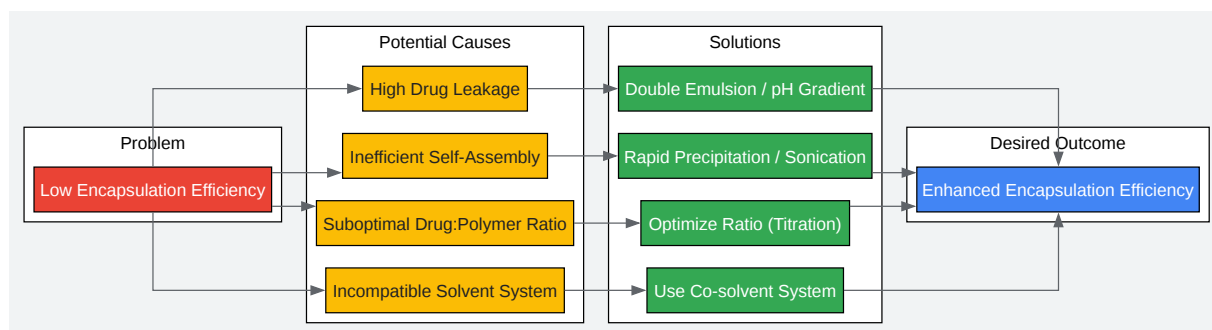 Problem
Low Encapsulation Efficiency
Potential Causes
High Drug Leakage
Inefficient Self-Assembly
Suboptimal Drug:Polymer Ratio
Incompatible Solvent System
Solutions
Double Emulsion / pH Gradient
Rapid Precipitation / Sonication
Optimize Ratio (Titration)
Use Co-solvent System
Desired Outcome
Enhanced Encapsulation Efficiency